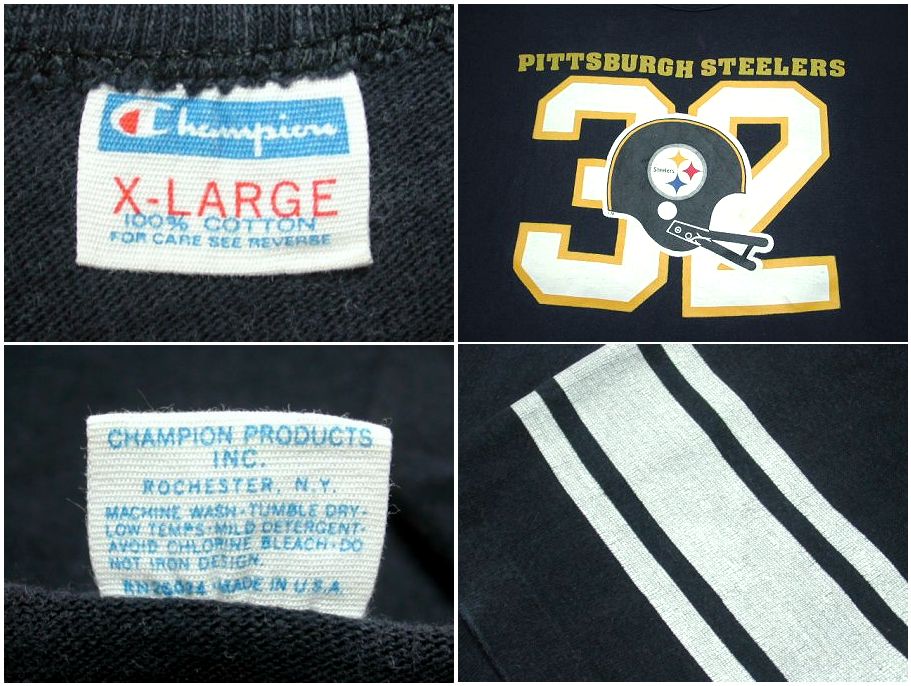 Champion
X-LARGE
100% COTTON
FOR CARE SEE REVERSE
PITTSBURGH STEELERS
32
Steelers
CHAMPION PRODUCTS
INC.
ROCHESTER, N.Y.
MACHINE WASH·TUMBLE DRY·
LOW TEMPS·MILD DETERGENT·
AVOID CHLORINE BLEACH·DO
NOT IRON DESIGN.
MADE IN U.S.A.